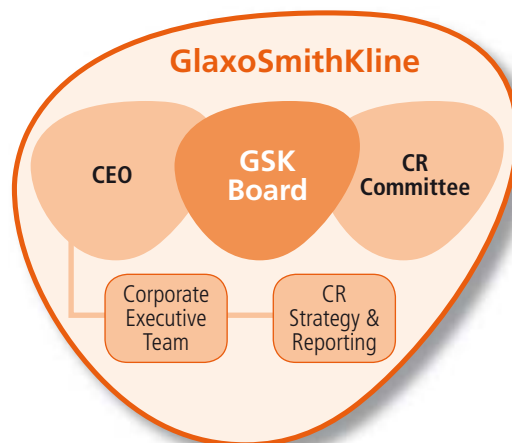 GlaxoSmithKline
CEO
GSK
Board
CR
Committee
Corporate
Executive
Team
CR
Strategy &
Reporting